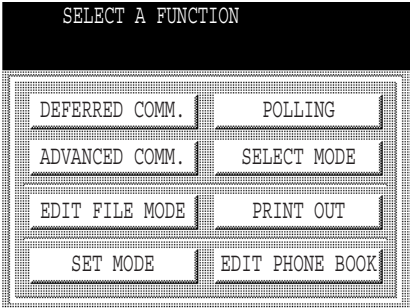 SELECT A FUNCTION
DEFERRED COMM. POLLING
ADVANCED COMM. SELECT MODE
EDIT FILE MODE PRINT OUT
SET MODE EDIT PHONE BOOK